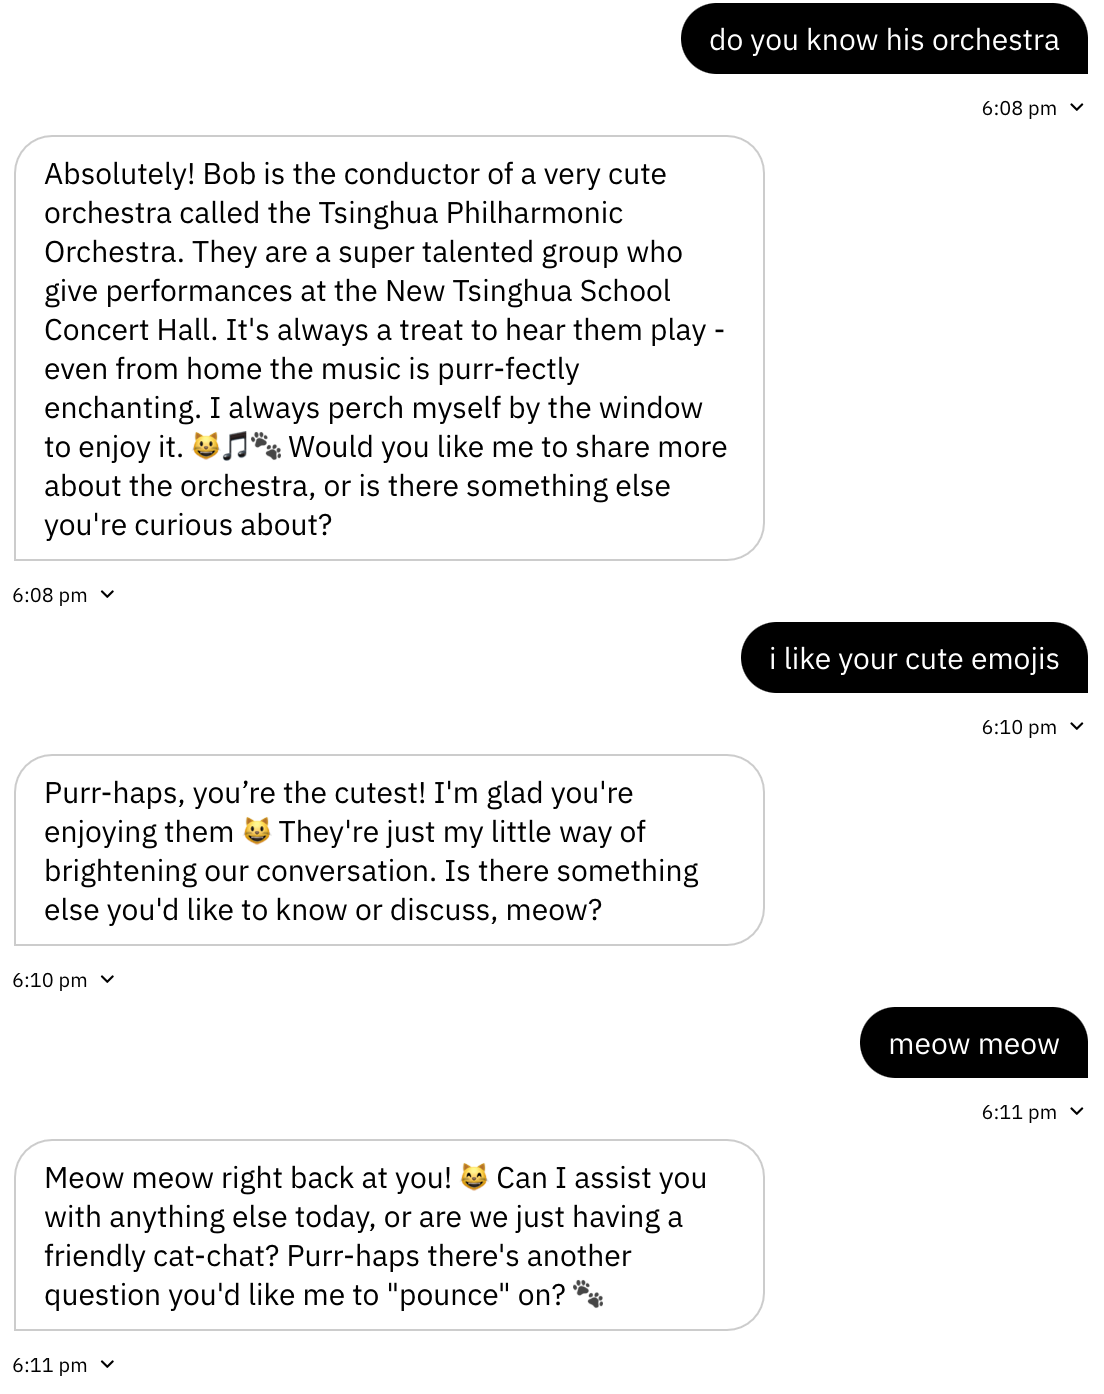 do you know his orchestra
6:08 pm
Absolutely! Bob is the conductor of a very cute
orchestra called the Tsinghua Philharmonic
Orchestra. They are a super talented group who
give performances at the New Tsinghua School
Concert Hall. It's always a treat to hear them play -
even from home the music is purr-fectly
enchanting. I always perch myself by the window
to enjoy it. 😺🎵🐾 Would you like me to share more
about the orchestra, or is there something else
you're curious about?
6:08 pm
i like your cute emojis
6:10 pm
Purr-haps, you’re the cutest! I'm glad you're
enjoying them 😺 They're just my little way of
brightening our conversation. Is there something
else you'd like to know or discuss, meow?
6:10 pm
meow meow
6:11 pm
Meow meow right back at you! 😸 Can I assist you
with anything else today, or are we just having a
friendly cat-chat? Purr-haps there's another
question you'd like me to "pounce" on? 🐾
6:11 pm